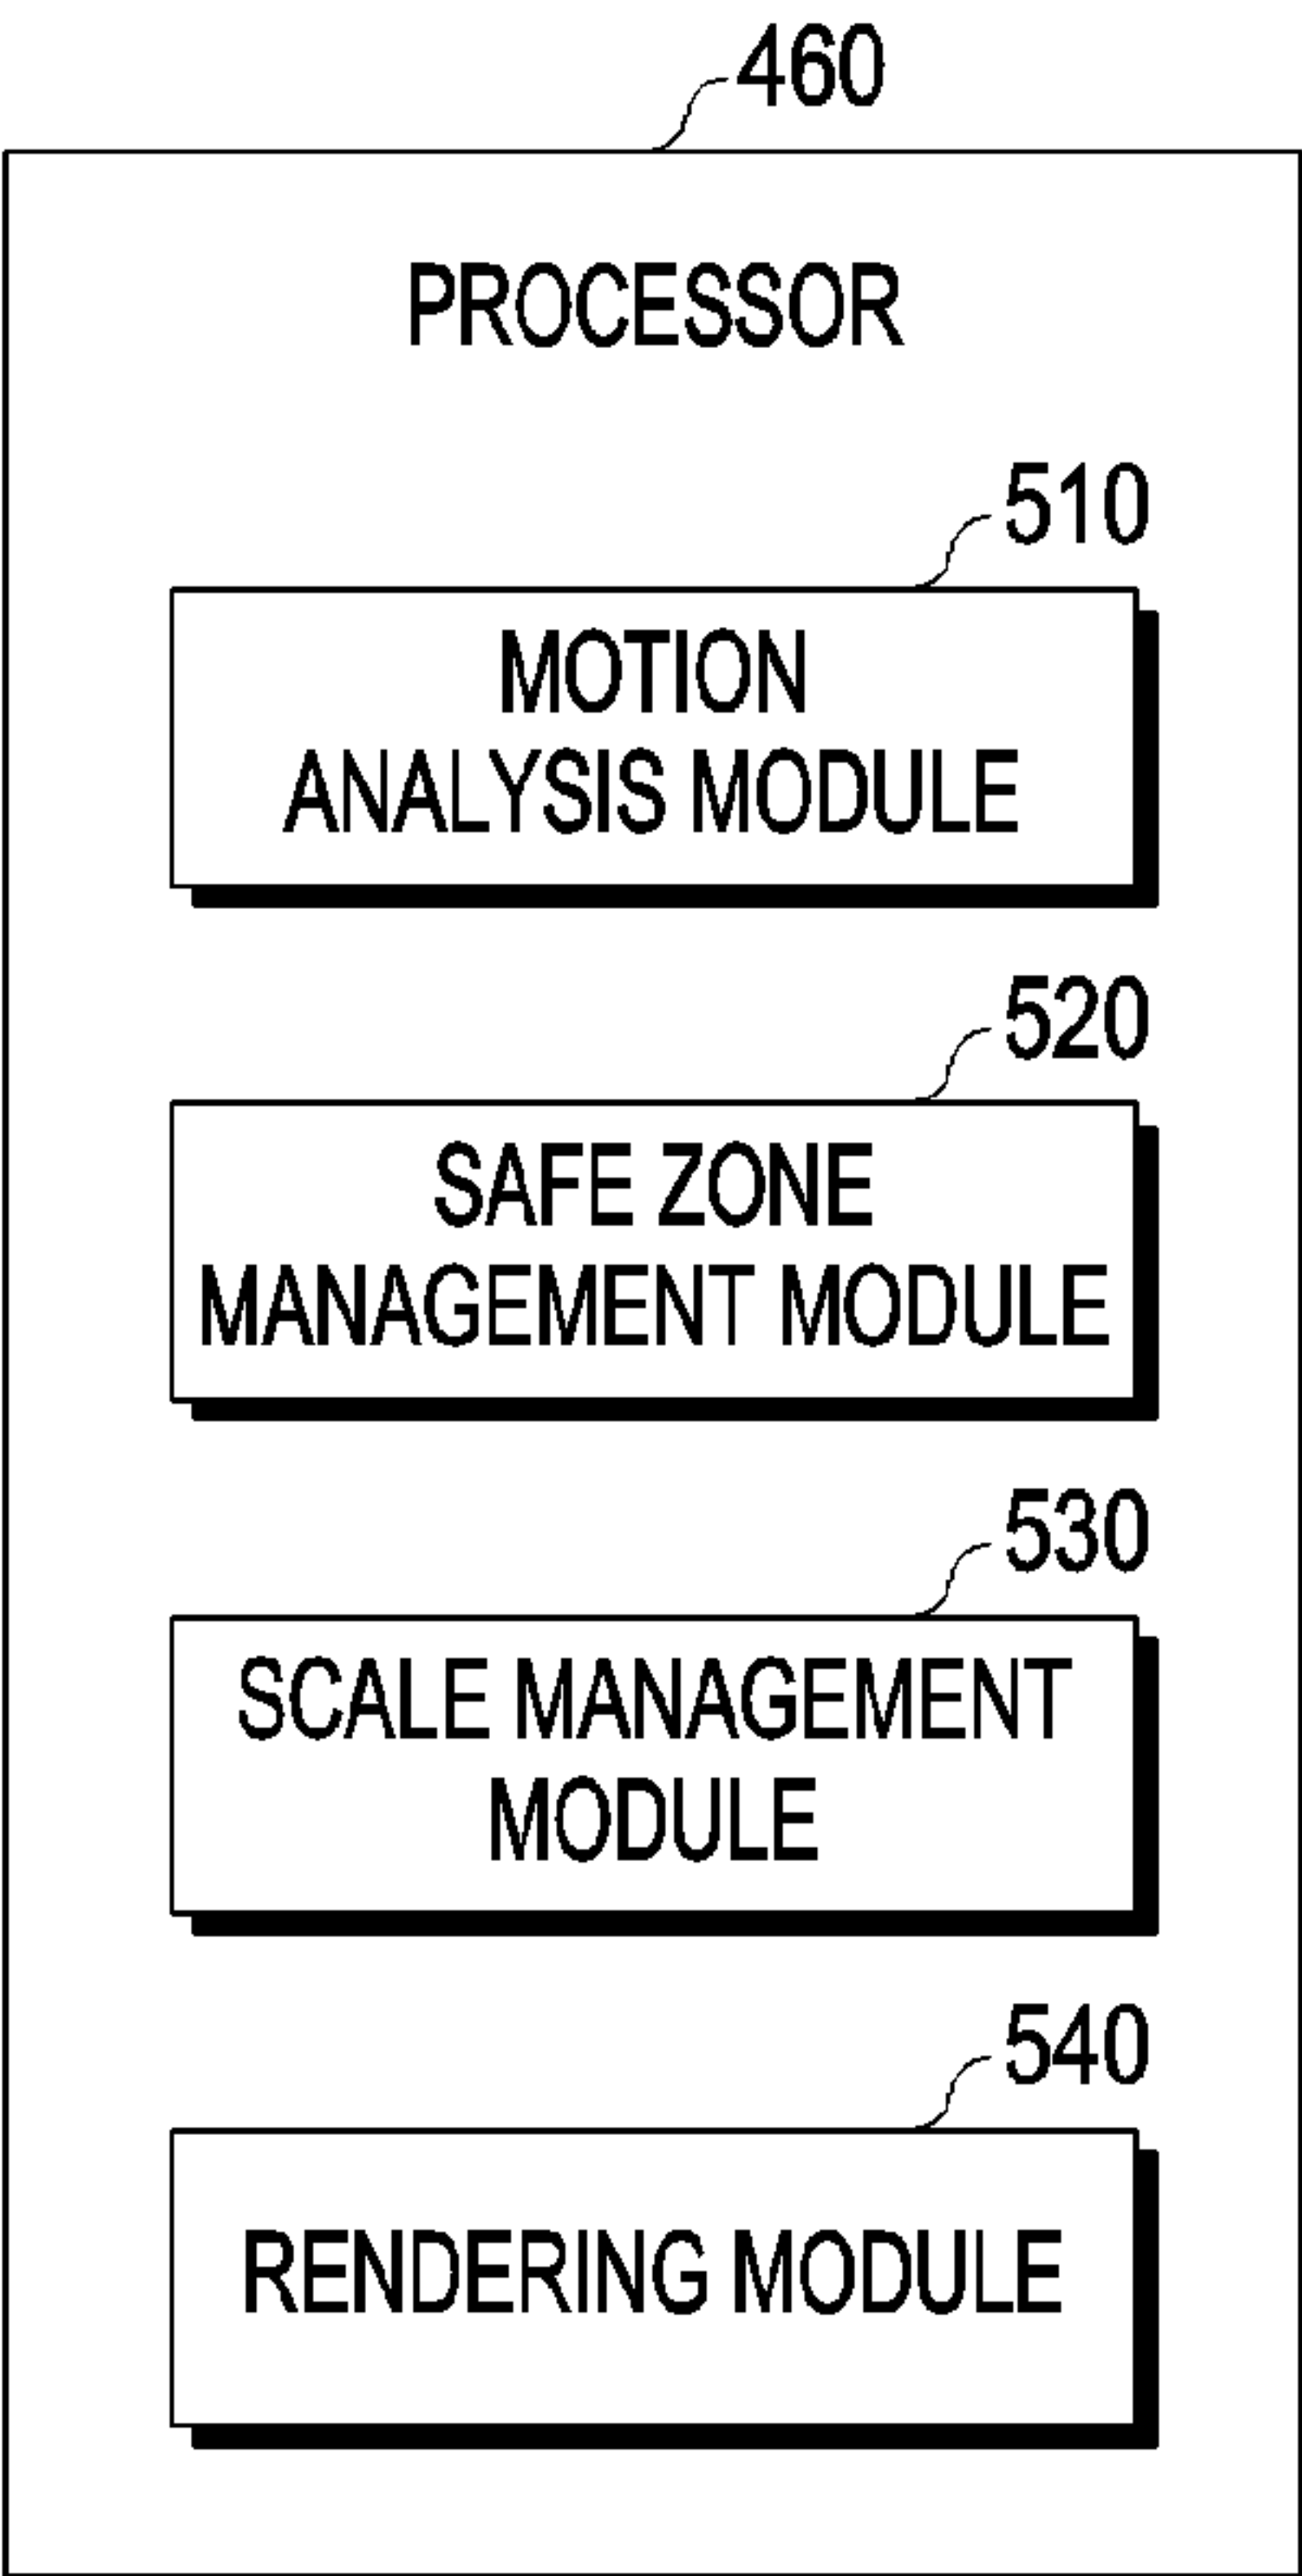 460
PROCESSOR
510
MOTION
ANALYSIS MODULE
520
SAFE ZONE
MANAGEMENT MODULE
530
SCALE MANAGEMENT
MODULE
540
RENDERING MODULE